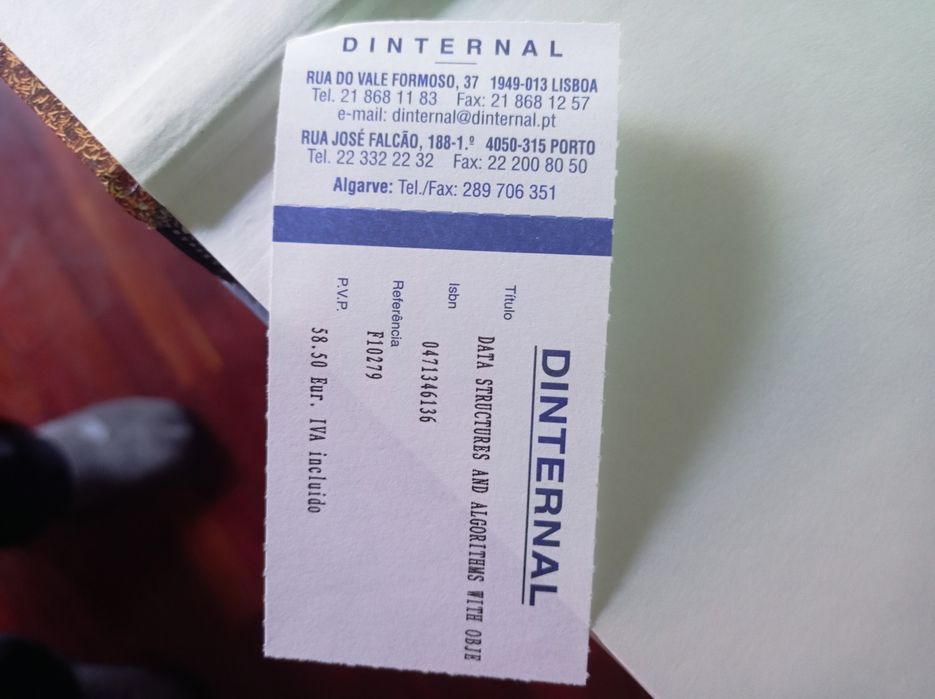 DINTERNAL
RUA DO VALE FORMOSO, 37 1949-013 LISBOA
Tel. 21 868 11 83 Fax: 21 868 12 57
e-mail: dinternal@dinternal.pt
RUA JOSÉ FALCÃO, 188-1.º 4050-315 PORTO
Tel. 22 332 22 32 Fax: 22 200 80 50
Algarve: Tel./Fax: 289 706 351
DINTERNAL
Título
DATA STRUCTURES AND ALGORITHMS WITH OBJE
Isbn
0471346136
Referência
F10279
P.V.P.
58.50 Eur. IVA incluido